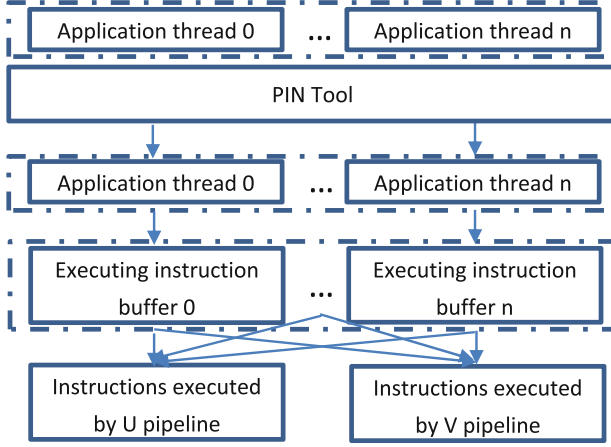 Application thread 0 ... Application thread n
PIN Tool
Application thread 0 ... Application thread n
Executing instruction buffer 0 ... Executing instruction buffer n
Instructions executed by U pipeline
Instructions executed by V pipeline